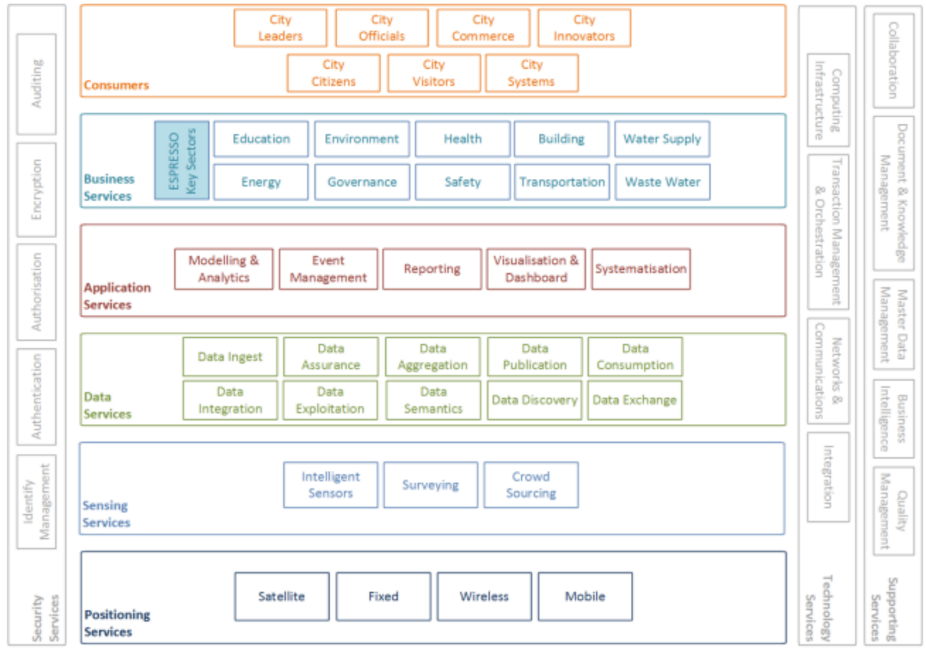 Auditing
Encryption
Authorisation
Authentication
Identify
Management
Security
Services
City
Leaders
City
Officials
City
Commerce
City
Innovators
City
Citizens
City
Visitors
City
Systems
Consumers
ESPRESSO
Key Sectors
Education
Environment
Health
Building
Water Supply
Energy
Governance
Safety
Transportation
Waste Water
Business
Services
Modelling &
Analytics
Event
Management
Reporting
Visualisation &
Dashboard
Systematisation
Application
Services
Data Ingest
Data
Assurance
Data
Aggregation
Data
Publication
Data
Consumption
Data
Integration
Data
Exploitation
Data
Semantics
Data Discovery
Data Exchange
Data
Services
Intelligent
Sensors
Surveying
Crowd
Sourcing
Sensing
Services
Satellite
Fixed
Wireless
Mobile
Positioning
Services
Computing
Infrastructure
Transaction Management
& Orchestration
Networks &
Communications
Integration
Technology
Services
Collaboration
Document & Knowledge
Management
Master Data
Management
Business
Intelligence
Quality
Management
Supporting
Services